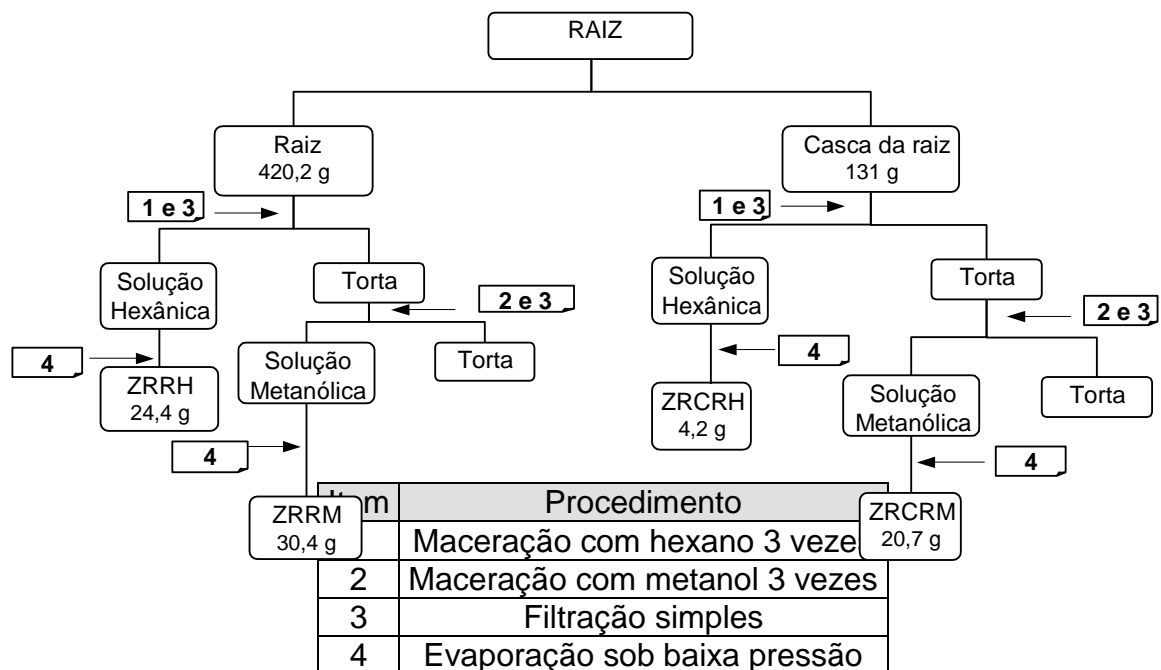 RAIZ
Raiz
420,2 g
Casca da raiz
131 g
1 e 3
1 e 3
Solução
Hexânica
Torta
Solução
Hexânica
Torta
2 e 3
2 e 3
4
Solução
Metanólica
Torta
4
Solução
Metanólica
Torta
ZRRH
24,4 g
ZRCRH
4,2 g
4
4
ZRRM
30,4 g
ZRCRM
20,7 g
Procedimento
Maceração com hexano 3 veze
2 Maceração com metanol 3 vezes
3 Filtração simples
4 Evaporação sob baixa pressão